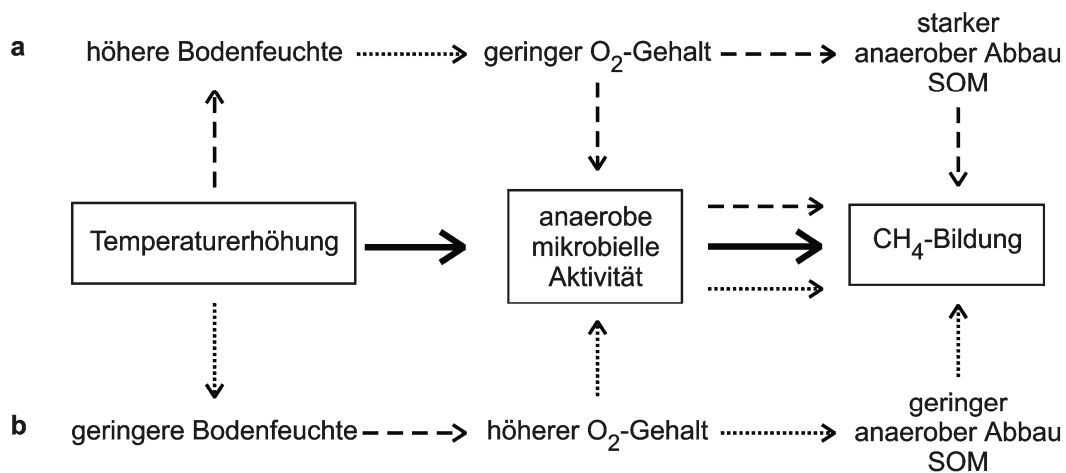 a
höhere Bodenfeuchte
geringer O2-Gehalt
starker
anaerober Abbau
SOM
Temperaturerhöhung
anaerobe
mikrobielle
Aktivität
CH4-Bildung
b
geringere Bodenfeuchte
höherer O2-Gehalt
geringer
anaerober Abbau
SOM